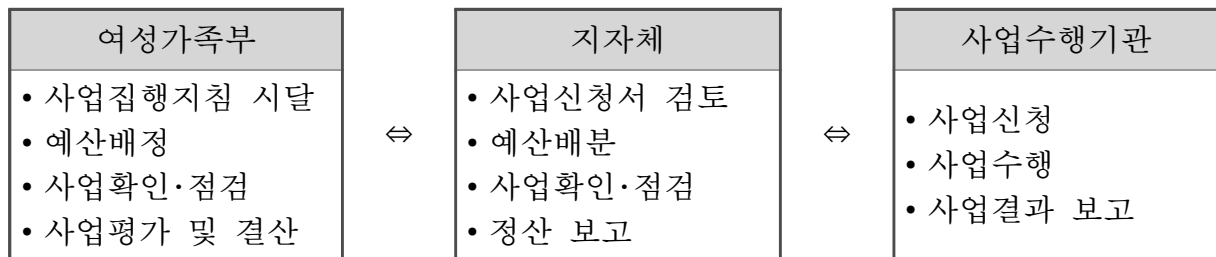 여성가족부
• 사업집행지침 시달
• 예산배정
• 사업확인·점검
• 사업평가 및 결산
⇔
지자체
• 사업신청서 검토
• 예산배분
• 사업확인·점검
• 정산 보고
⇔
사업수행기관
• 사업신청
• 사업수행
• 사업결과 보고